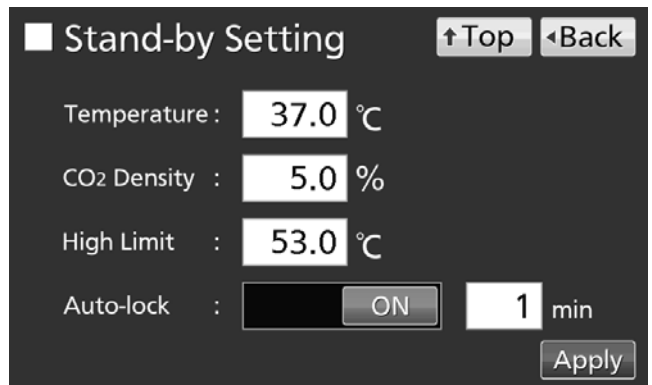 Stand-by Setting ↑Top ◂Back
Temperature : 37.0 ℃
CO2 Density : 5.0 %
High Limit : 53.0 ℃
Auto-lock : ON 1 min
Apply